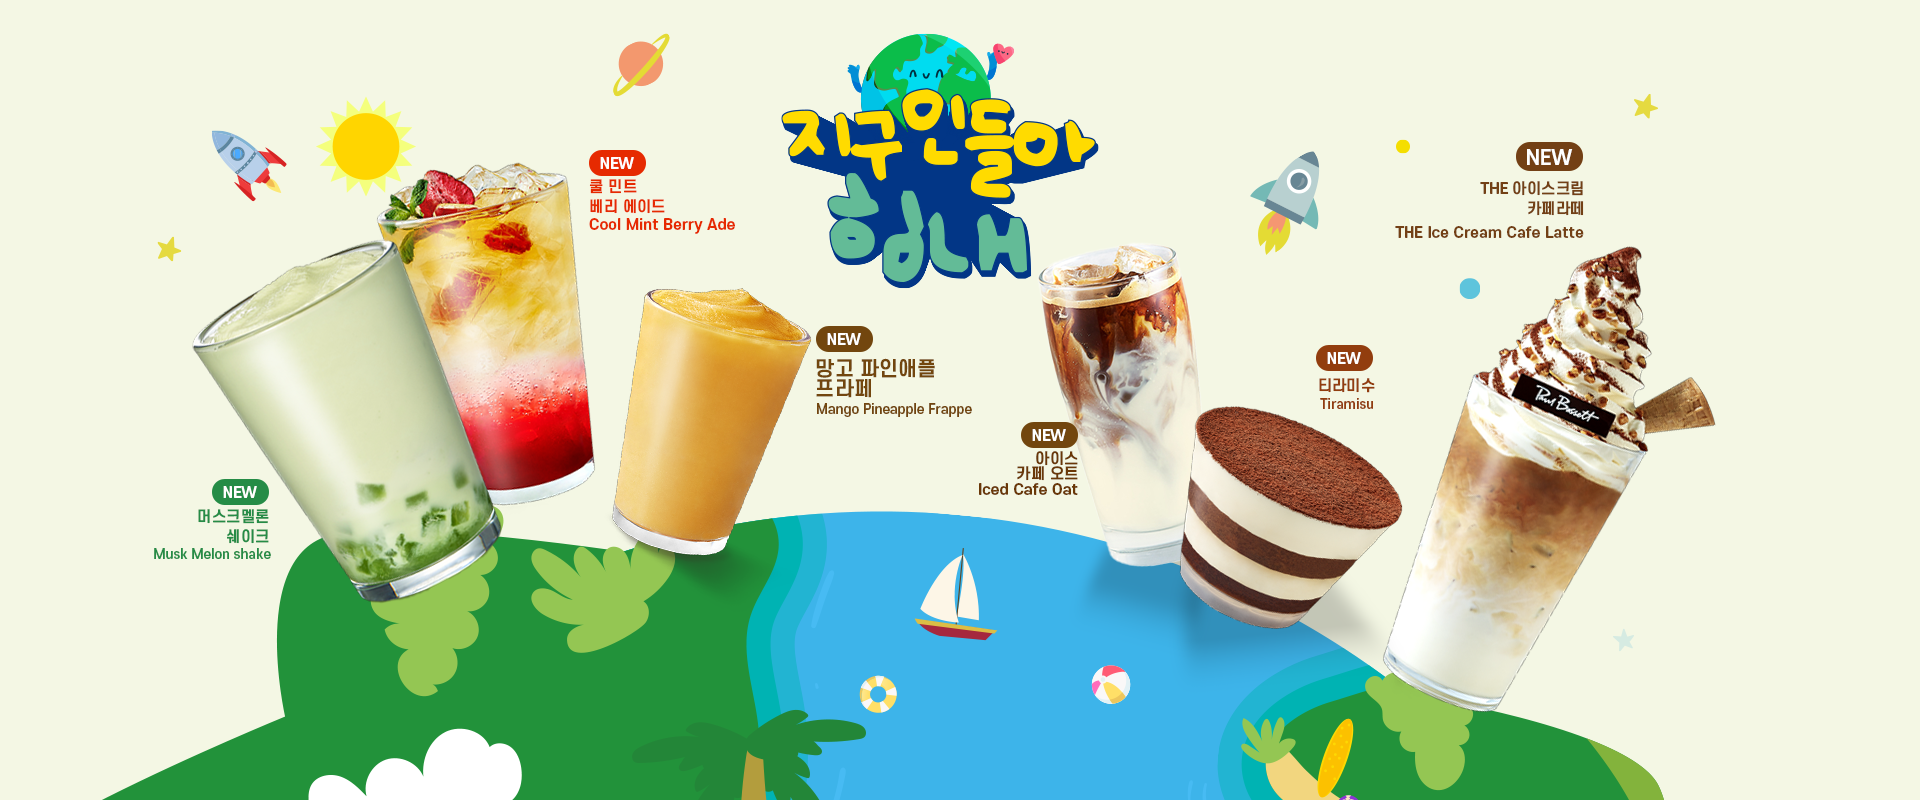 지구인들아
힘내
NEW
쿨 민트
베리 에이드
Cool Mint Berry Ade
NEW
THE 아이스크림
카페라떼
THE Ice Cream Cafe Latte
NEW
망고 파인애플
프라페
Mango Pineapple Frappe
NEW
티라미수
Tiramisu
Paul Bassett
NEW
아이스
카페 오트
Iced Cafe Oat
NEW
머스크멜론
쉐이크
Musk Melon shake